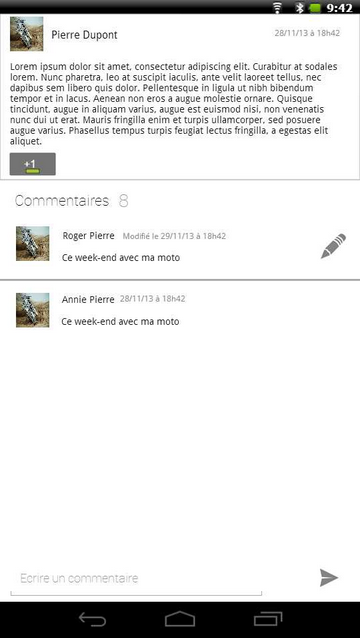 9:42
Pierre Dupont
28/11/13 à 18h42
Lorem ipsum dolor sit amet, consectetur adipiscing elit. Curabitur at sodales
lorem. Nunc pharetra, leo at suscipit iaculis, ante velit laoreet tellus, nec
dapibus sem libero quis dolor. Pellentesque in ligula ut nibh bibendum
tempor et in lacus. Aenean non eros a augue molestie ornare. Quisque
tincidunt, augue in aliquam varius, augue est euismod nisi, non venenatis
nunc dui ut erat. Mauris fringilla enim et turpis ullamcorper, sed posuere
augue varius. Phasellus tempus turpis feugiat lectus fringilla, a egestas elit
aliquet.
+1
Commentaires 8
Roger Pierre Modifié le 29/11/13 à 18h42
Ce week-end avec ma moto
Annie Pierre 28/11/13 à 18h42
Ce week-end avec ma moto
Ecrire un commentaire